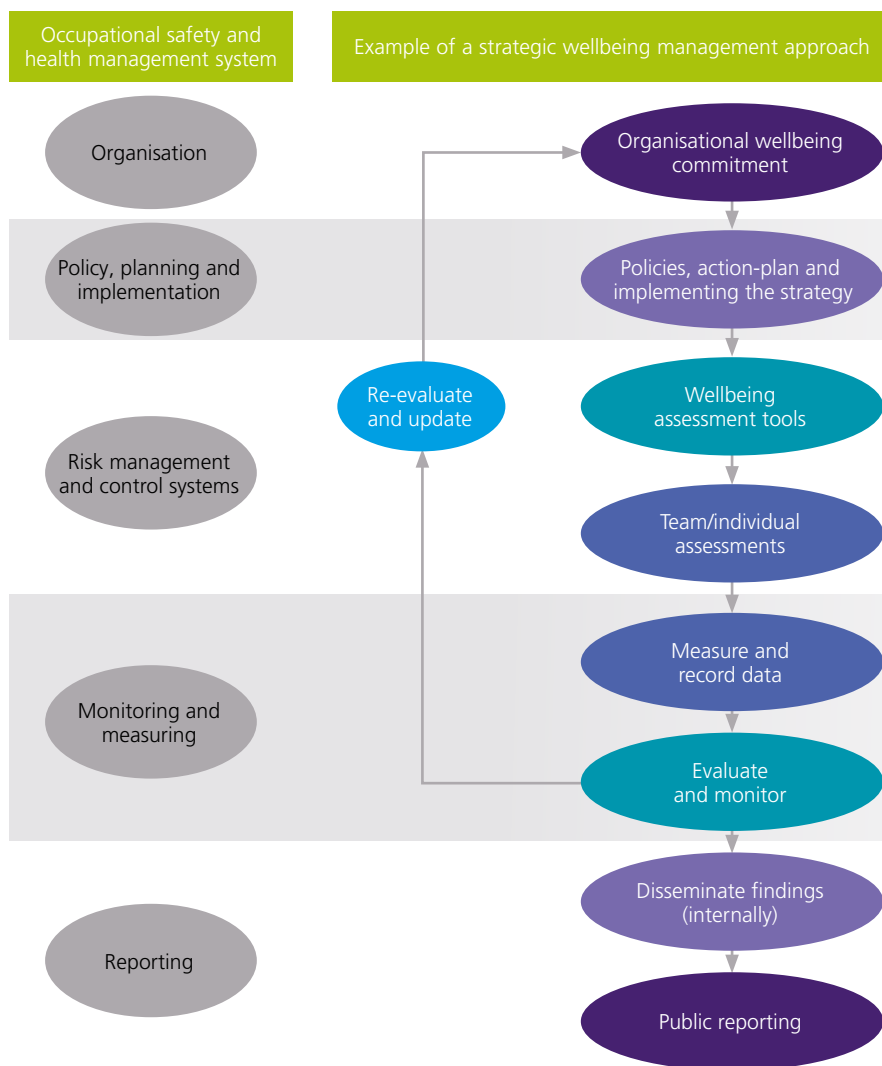 Occupational safety and
health management system
Example of a strategic wellbeing management approach
Organisation
Organisational wellbeing
commitment
Policy, planning and
implementation
Policies, action-plan and
implementing the strategy
Re-evaluate
and update
Wellbeing
assessment tools
Risk management
and control systems
Team/individual
assessments
Measure and
record data
Monitoring and
measuring
Evaluate
and monitor
Disseminate findings
(internally)
Reporting
Public reporting